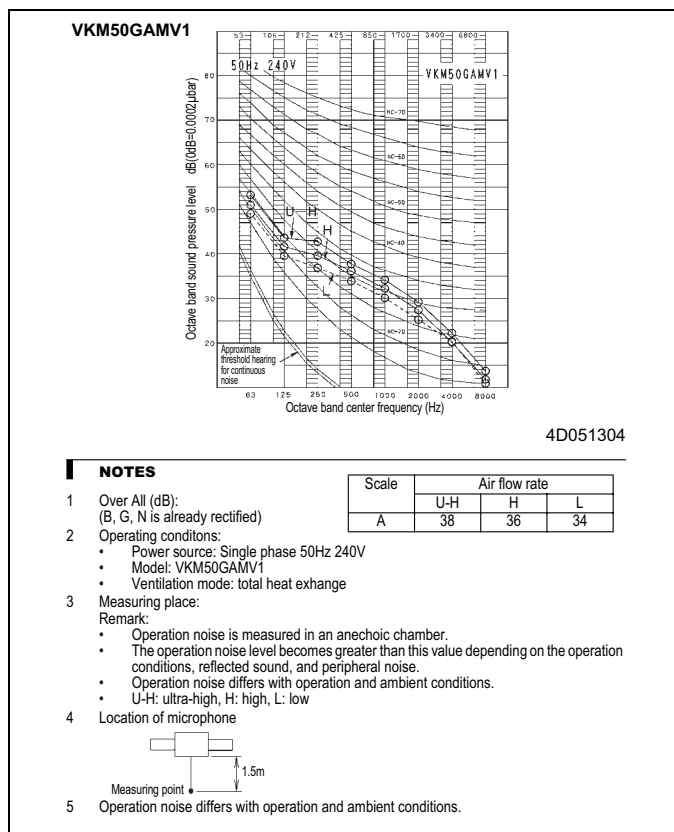 VKM50GAMV1
53 106 212 425 850 1700 3400 6800
50Hz 240V
VKM50GAMV1
dB(0dB=0.0002µbar)
Octave band sound pressure level
80
70
60
50
40
30
20
NC-70
NC-60
NC-50
NC-40
NC-70
U-H
H
L
Approximate
threshold hearing
for continuous
noise
63 125 250 500 1000 2000 4000 8000
Octave band center frequency (Hz)
4D051304
NOTES
Scale Air flow rate
U-H H L
A 38 36 34
1 Over All (dB):
(B, G, N is already rectified)
2 Operating conditons:
• Power source: Single phase 50Hz 240V
• Model: VKM50GAMV1
• Ventilation mode: total heat exhange
3 Measuring place:
Remark:
• Operation noise is measured in an anechoic chamber.
• The operation noise level becomes greater than this value depending on the operation
conditions, reflected sound, and peripheral noise.
• Operation noise differs with operation and ambient conditions.
• U-H: ultra-high, H: high, L: low
4 Location of microphone
1.5m
Measuring point
5 Operation noise differs with operation and ambient conditions.